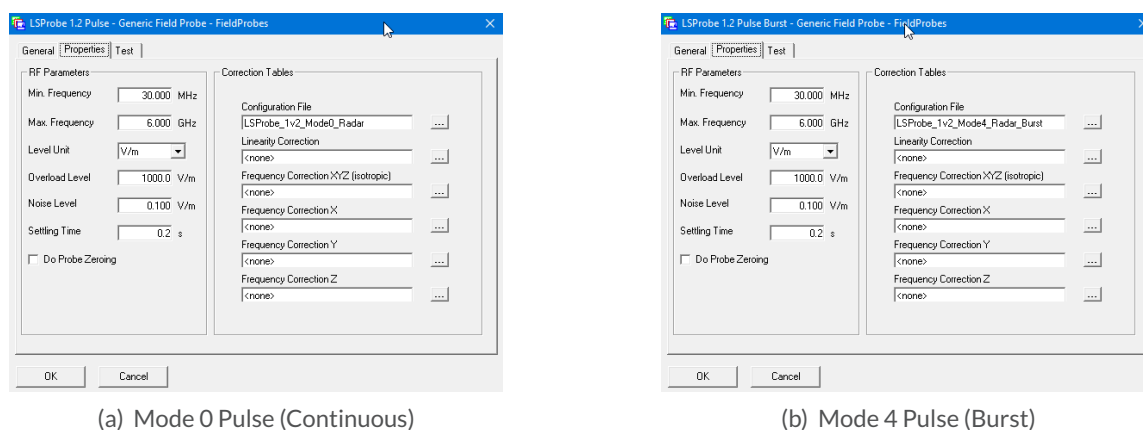 LSProbe 1.2 Pulse - Generic Field Probe - FieldProbes
General Properties Test
RF Parameters
Min. Frequency 30.000 MHz
Max. Frequency 6.000 GHz
Level Unit V/m
Overload Level 1000.0 V/m
Noise Level 0.100 V/m
Settling Time 0.2 s
Do Probe Zeroing
Correction Tables
Configuration File
LSProbe_1v2_Mode0_Radar ...
Linearity Correction
<none> ...
Frequency Correction XYZ (isotropic)
<none> ...
Frequency Correction X
<none> ...
Frequency Correction Y
<none> ...
Frequency Correction Z
<none> ...
OK Cancel
(a) Mode 0 Pulse (Continuous)
LSProbe 1.2 Pulse Burst - Generic Field Probe - FieldProbes
General Properties Test
RF Parameters
Min. Frequency 30.000 MHz
Max. Frequency 6.000 GHz
Level Unit V/m
Overload Level 1000.0 V/m
Noise Level 0.100 V/m
Settling Time 0.2 s
Do Probe Zeroing
Correction Tables
Configuration File
LSProbe_1v2_Mode4_Radar_Burst ...
Linearity Correction
<none> ...
Frequency Correction XYZ (isotropic)
<none> ...
Frequency Correction X
<none> ...
Frequency Correction Y
<none> ...
Frequency Correction Z
<none> ...
OK Cancel
(b) Mode 4 Pulse (Burst)